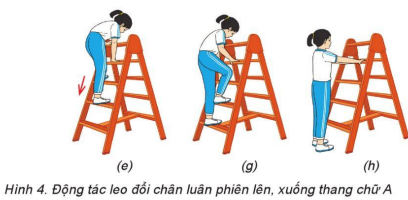 (e) (g) (h)
Hình 4. Động tác leo đổi chân luân phiên lên, xuống thang chữ A